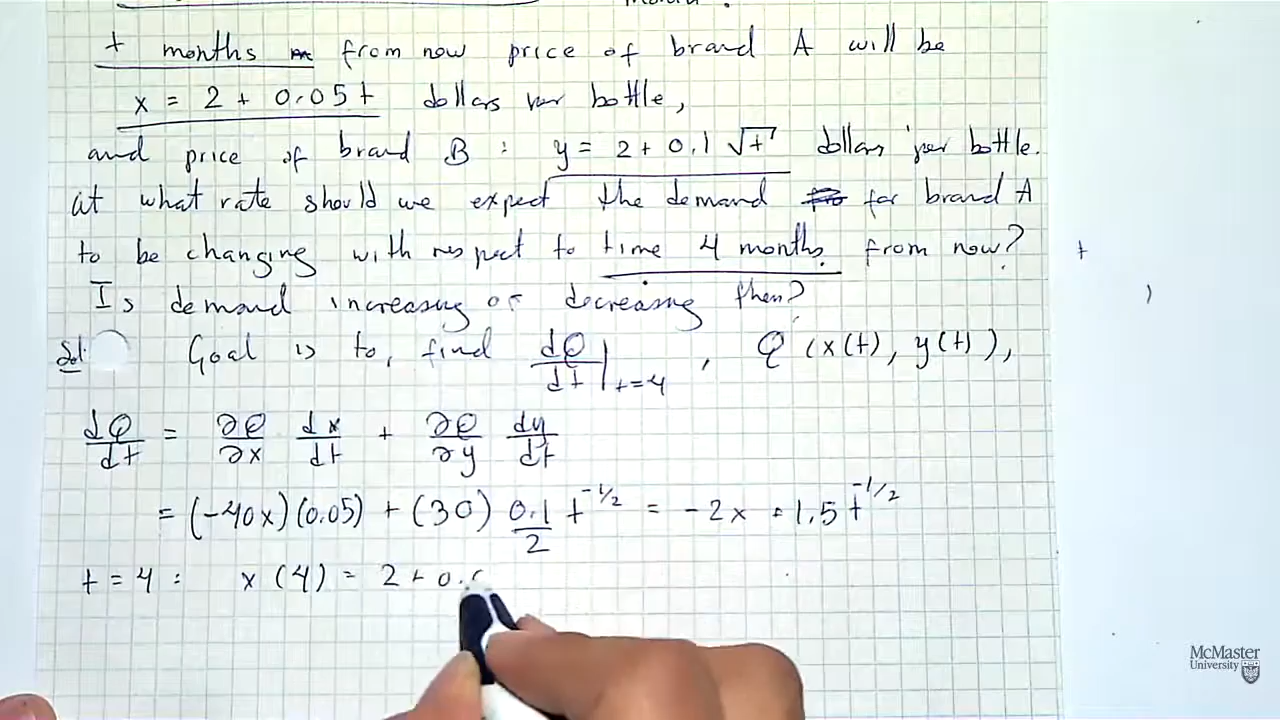 t months from now price of brand A will be
x = 2 + 0.05t dollars per bottle,
and price of brand B : y = 2 + 0.1 √t dollars per bottle.
at what rate should we expect the demand for brand A
to be changing with respect to time 4 months from now?
Is demand increasing or decreasing then?
Sol: Goal is to, find dQ/dt |t=4 , Q (x(t), y(t)),
dQ/dt = ∂Q/∂x dx/dt + ∂Q/∂y dy/dt
= (-40x)(0.05) + (30) 0.1/2 t^-1/2 = -2x + 1.5 t^-1/2
t = 4 : x (4) = 2 + 0.
McMaster
University